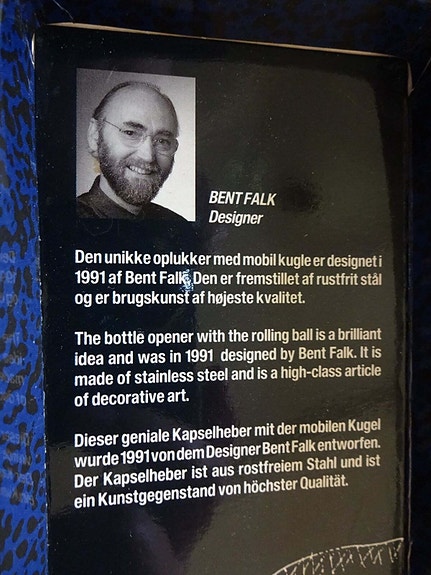 BENT FALK
Designer
Den unikke oplukker med mobil kugle er designet i
1991 af Bent Falk. Den er fremstillet af rustfrit stål
og er brugskunst af højeste kvalitet.
The bottle opener with the rolling ball is a brilliant
idea and was in 1991 designed by Bent Falk. It is
made of stainless steel and is a high-class article
of decorative art.
Dieser geniale Kapselheber mit der mobilen Kugel
wurde 1991 von dem Designer Bent Falk entworfen.
Der Kapselheber ist aus rostfreiem Stahl und ist
ein Kunstgegenstand von höchster Qualität.